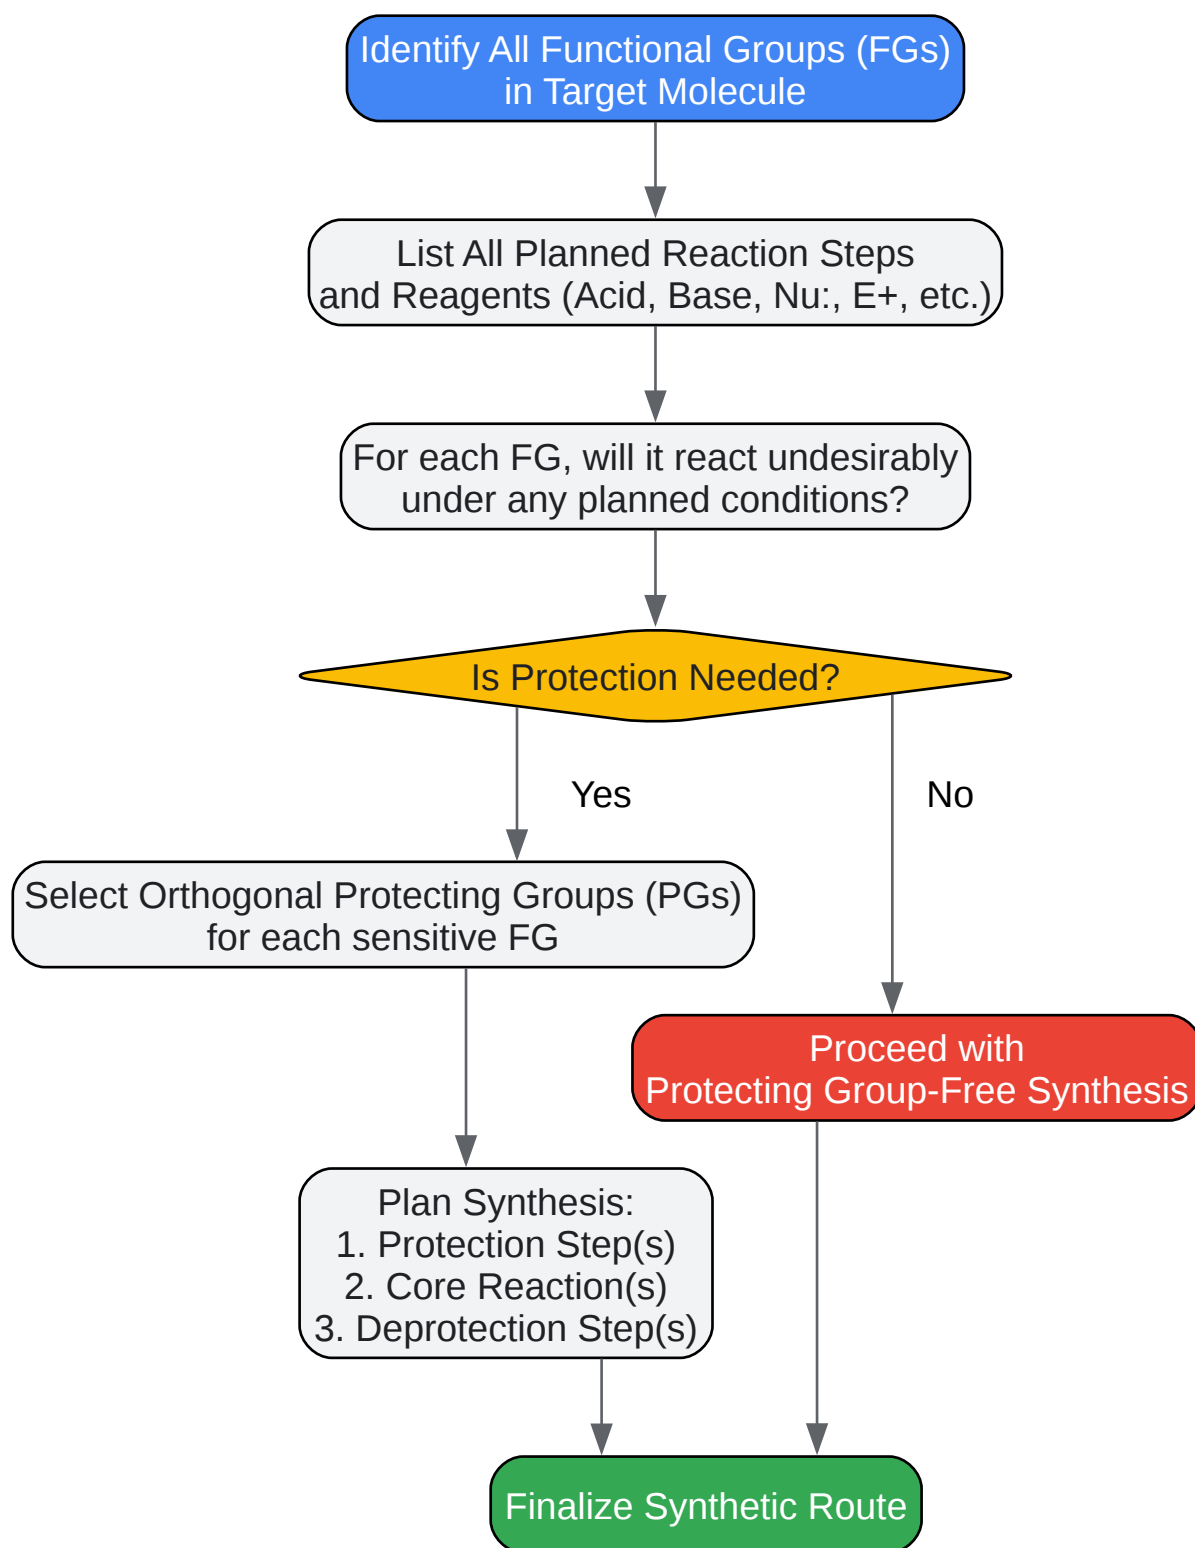 Identify All Functional Groups (FGs)
in Target Molecule
List All Planned Reaction Steps
and Reagents (Acid, Base, Nu:, E+, etc.)
For each FG, will it react undesirably
under any planned conditions?
Is Protection Needed?
Yes
No
Select Orthogonal Protecting Groups (PGs)
for each sensitive FG
Proceed with
Protecting Group-Free Synthesis
Plan Synthesis:
1. Protection Step(s)
2. Core Reaction(s)
3. Deprotection Step(s)
Finalize Synthetic Route